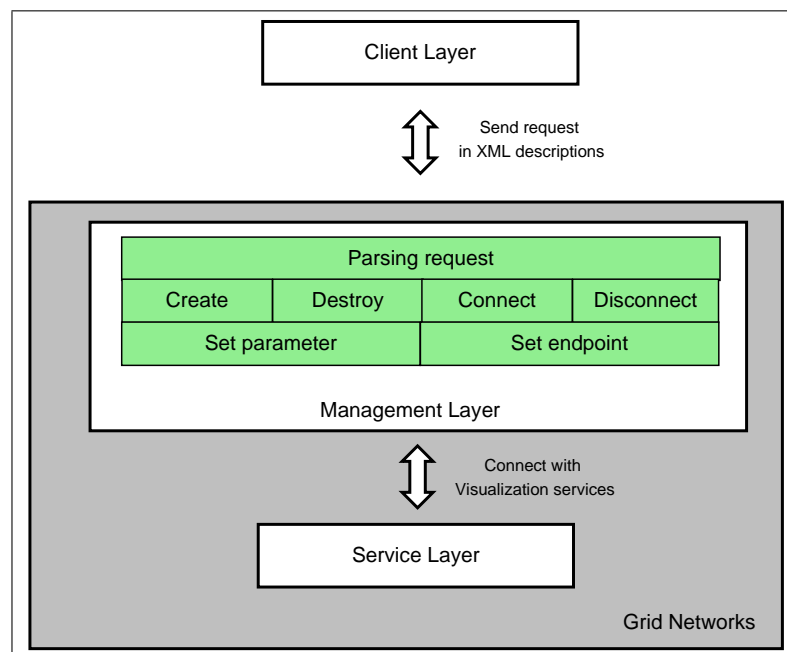 Client Layer
Send request
in XML descriptions
Parsing request
Create Destroy Connect Disconnect
Set parameter Set endpoint
Management Layer
Connect with
Visualization services
Service Layer
Grid Networks